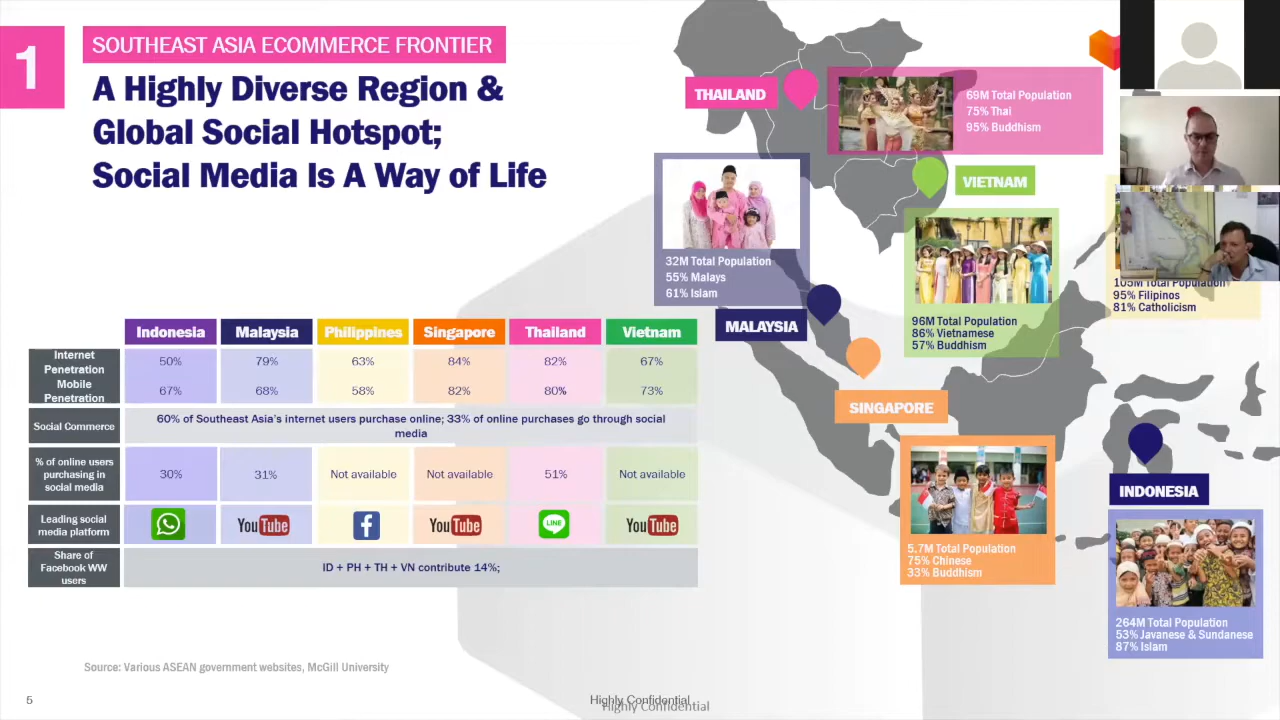 1
SOUTHEAST ASIA ECOMMERCE FRONTIER
A Highly Diverse Region &
Global Social Hotspot;
Social Media Is A Way of Life
THAILAND
69M Total Population
75% Thai
95% Buddhism
VIETNAM
96M Total Population
86% Vietnamese
57% Buddhism
32M Total Population
55% Malays
61% Islam
MALAYSIA
105M Total Population
95% Filipinos
81% Catholicism
SINGAPORE
5.7M Total Population
75% Chinese
33% Buddhism
INDONESIA
264M Total Population
53% Javanese & Sundanese
87% Islam
Indonesia Malaysia Philippines Singapore Thailand Vietnam
Internet
Penetration
50% 79% 63% 84% 82% 67%
Mobile
Penetration
67% 68% 58% 82% 80% 73%
Social Commerce
60% of Southeast Asia's internet users purchase online; 33% of online purchases go through social
media
% of online users
purchasing in
social media
30% 31% Not available Not available 51% Not available
Leading social
media platform
YouTube f YouTube LINE YouTube
Share of
Facebook WW
users
ID + PH + TH + VN contribute 14%;
Source: Various ASEAN government websites, McGill University
5
Highly Confidential
Highly Confidential